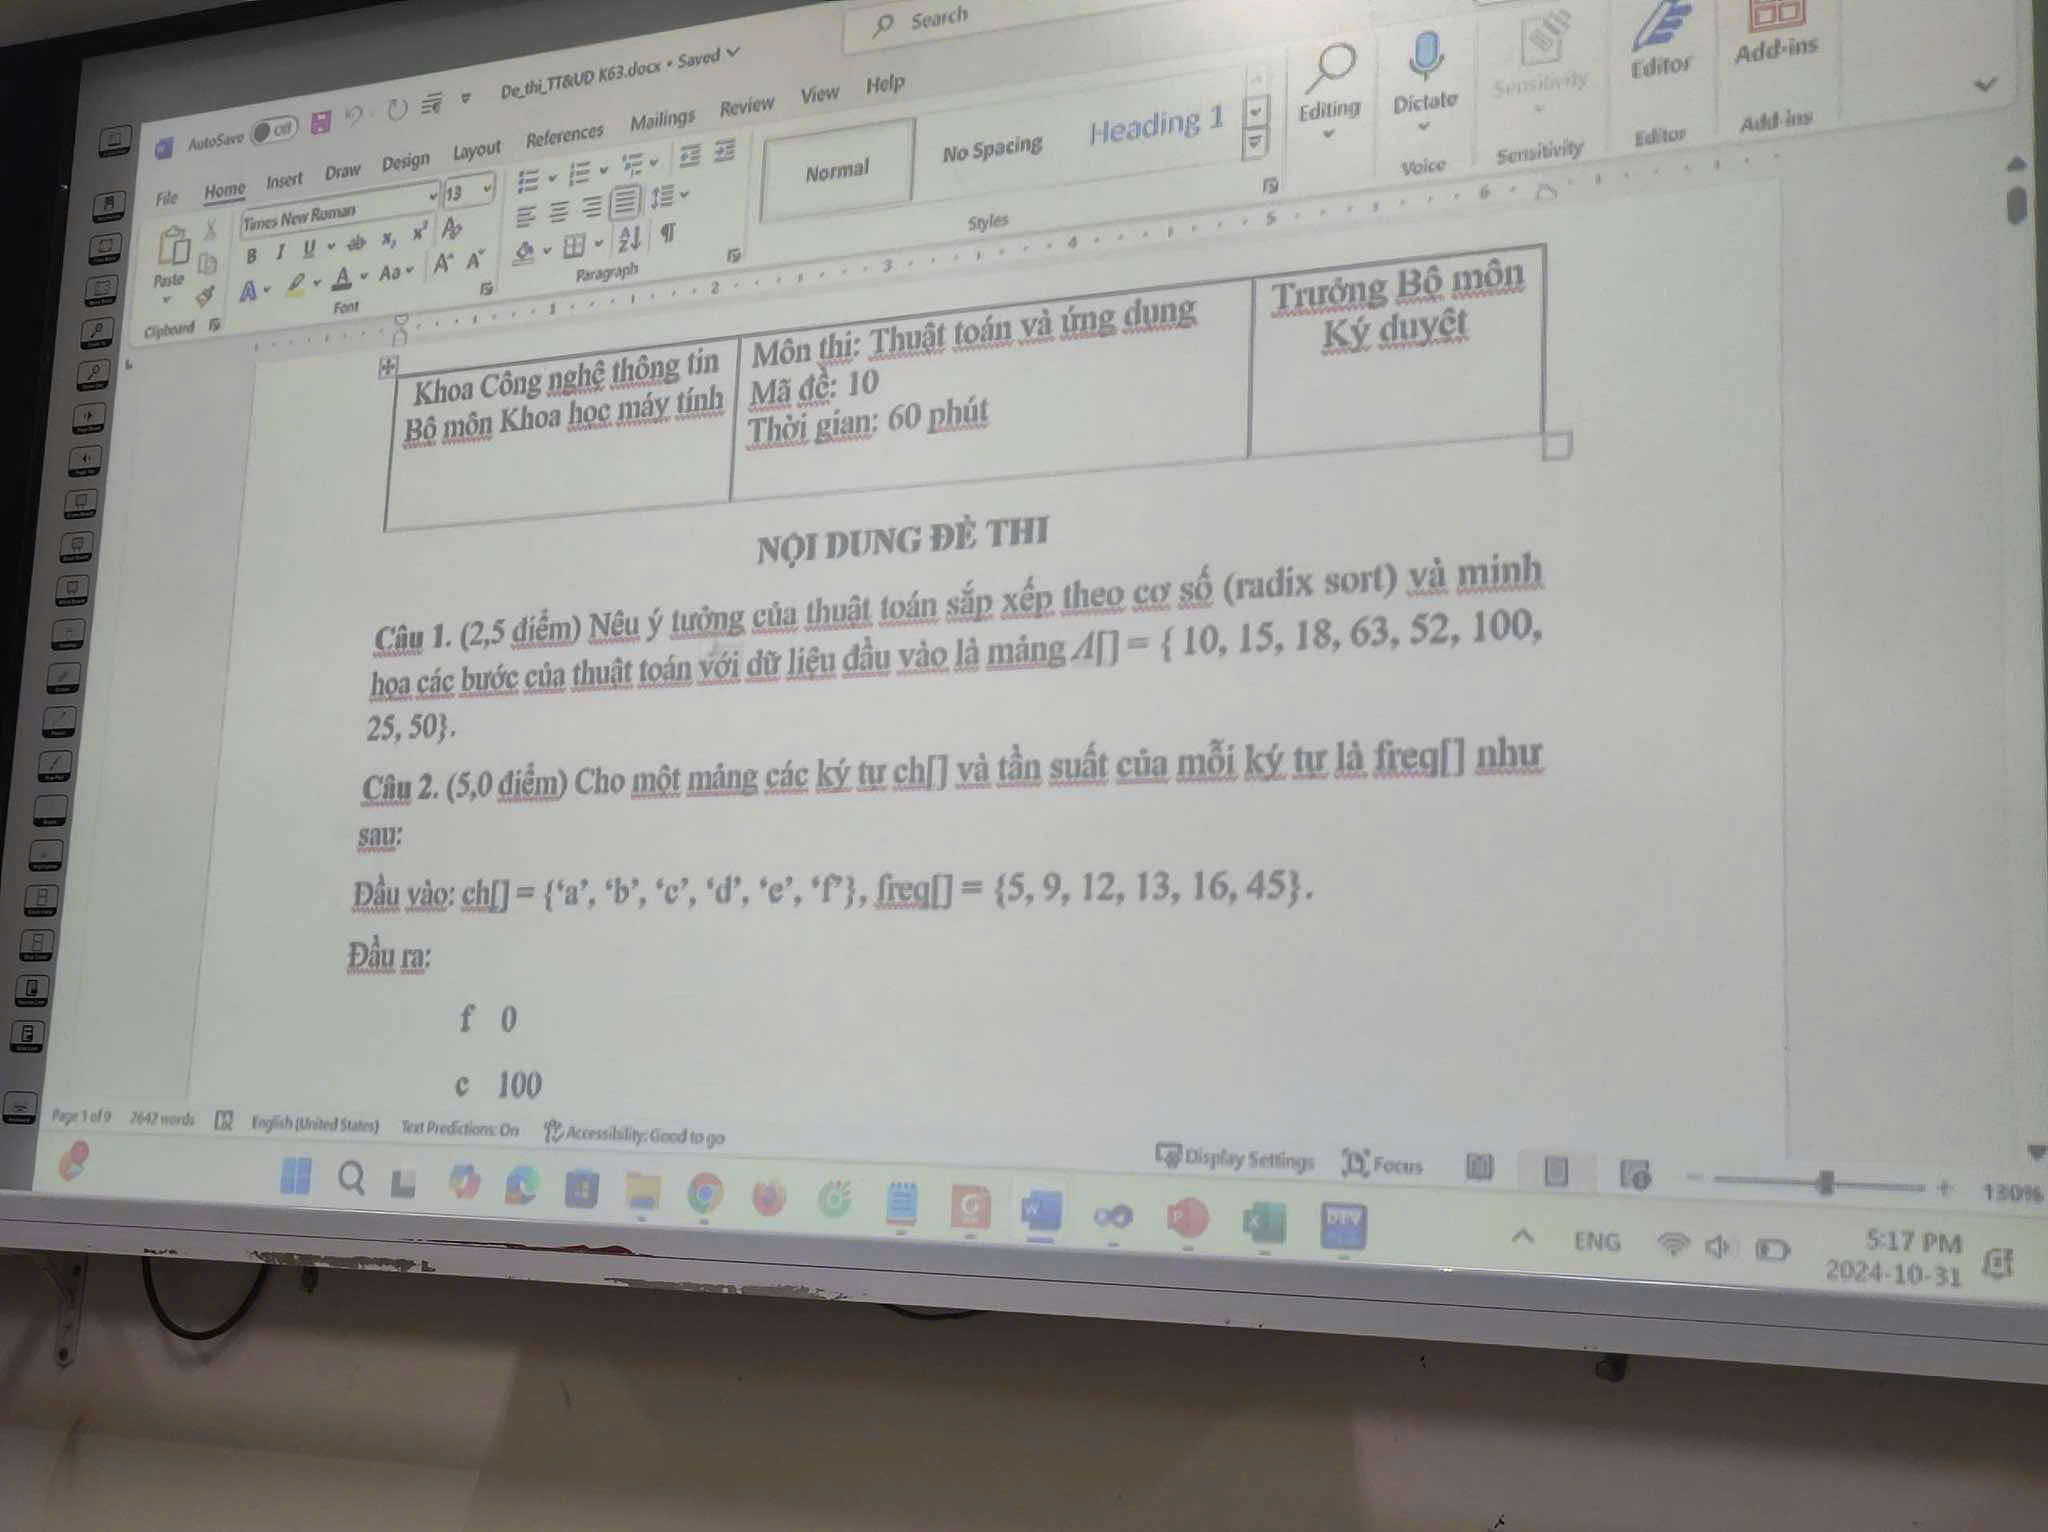 De_thi_TT&UD K63.docx • Saved
Search
AutoSave Off
File Home Insert Draw Design Layout References Mailings Review View Help
Times New Roman 13
Paste
Clipboard
Font
Paragraph
Normal
No Spacing
Heading 1
Styles
Editing
Dictate
Voice
Sensitivity
Sensitivity
Editor
Editor
Add-ins
Add-ins
Khoa Công nghệ thông tin
Bộ môn Khoa học máy tính
Môn thi: Thuật toán và ứng dụng
Mã đề: 10
Thời gian: 60 phút
Trưởng Bộ môn
Ký duyệt
NỘI DUNG ĐỀ THI
Câu 1. (2,5 điểm) Nêu ý tưởng của thuật toán sắp xếp theo cơ số (radix sort) và minh
họa các bước của thuật toán với dữ liệu đầu vào là mảng A[] = { 10, 15, 18, 63, 52, 100,
25, 50}.
Câu 2. (5,0 điểm) Cho một mảng các ký tự ch[] và tần suất của mỗi ký tự là freq[] như
sau:
Đầu vào: ch[] = {‘a’, ‘b’, ‘c’, ‘d’, ‘e’, ‘f’}, freq[] = {5, 9, 12, 13, 16, 45}.
Đầu ra:
f 0
c 100
Page 1 of 9 2642 words English (United States) Text Predictions: On Accessibility: Good to go
Display Settings Focus 130%
ENG
5:17 PM
2024-10-31